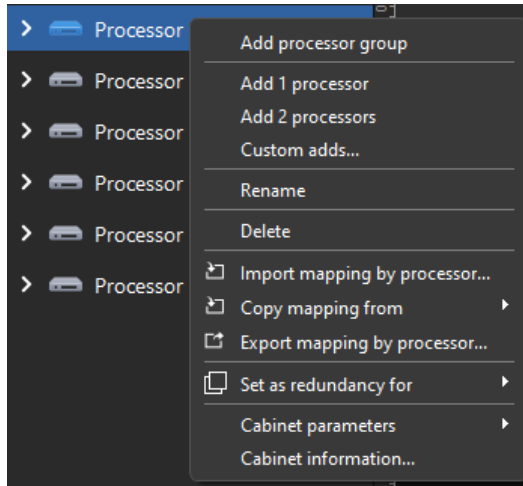 Processor
Processor
Processor
Processor
Processor
Processor
Add processor group
Add 1 processor
Add 2 processors
Custom adds...
Rename
Delete
Import mapping by processor...
Copy mapping from
Export mapping by processor...
Set as redundancy for
Cabinet parameters
Cabinet information...